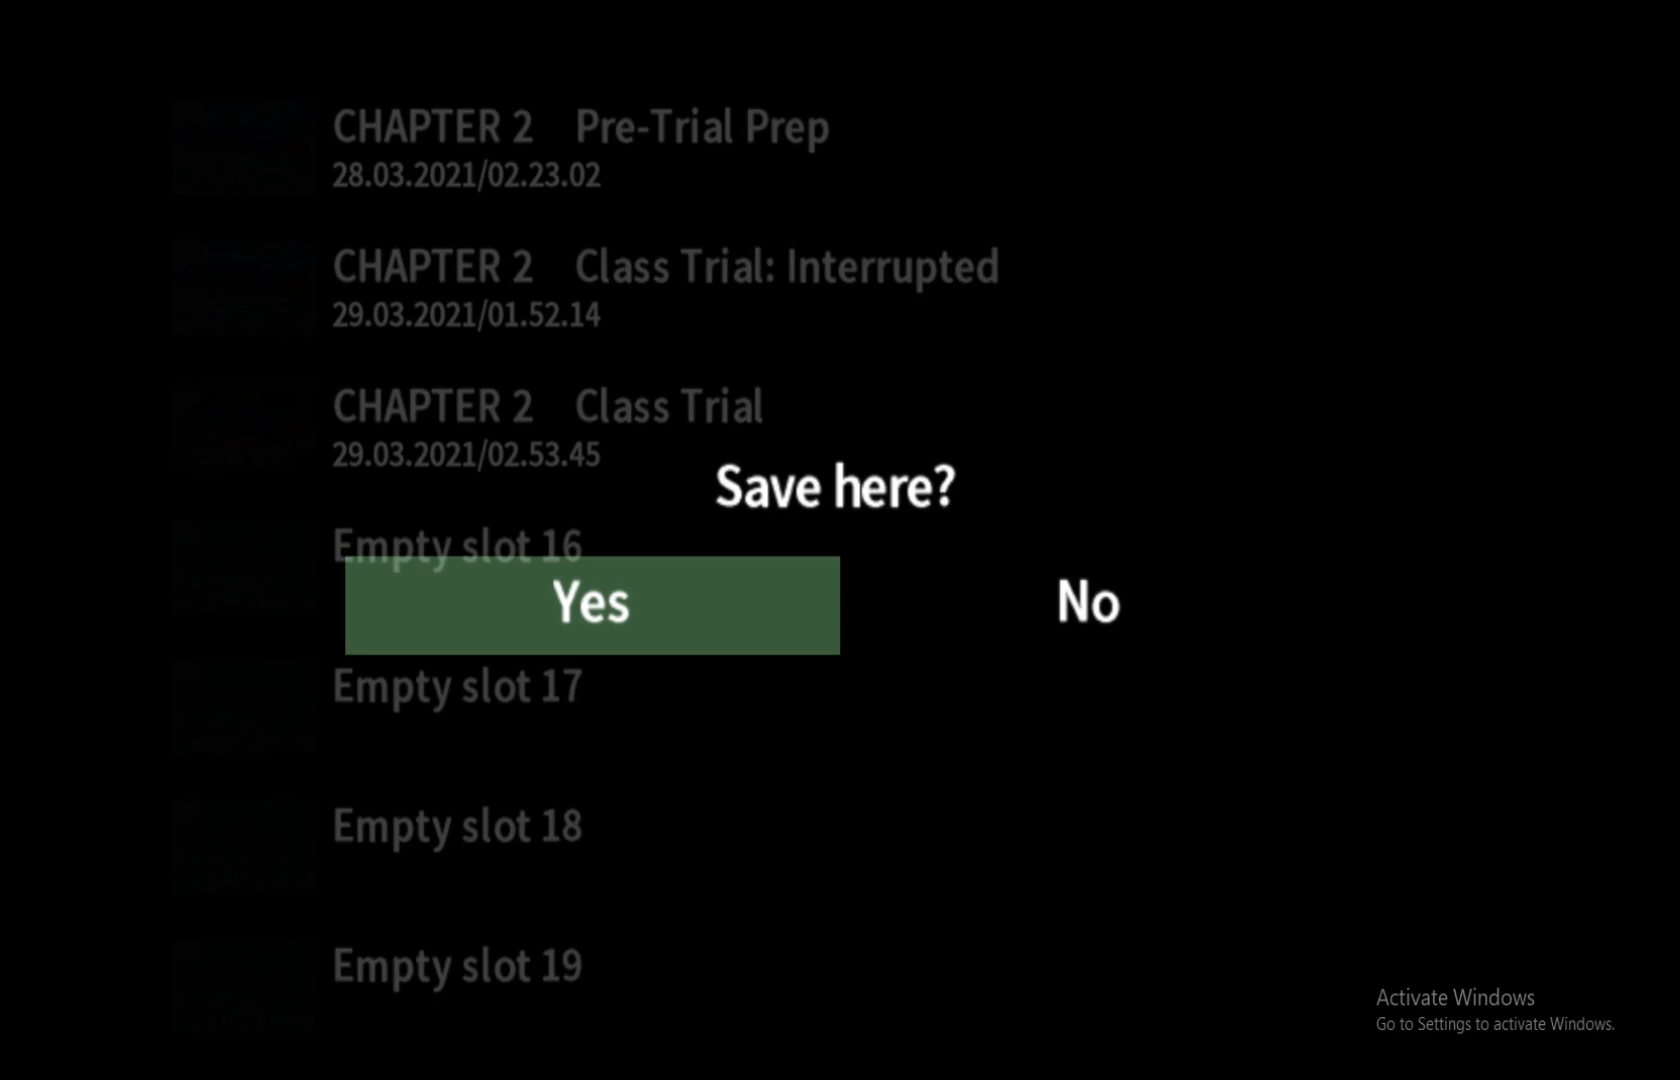 CHAPTER 2 Pre-Trial Prep
28.03.2021/02.23.02
CHAPTER 2 Class Trial: Interrupted
29.03.2021/01.52.14
CHAPTER 2 Class Trial
29.03.2021/02.53.45
Save here?
Empty slot 16
Yes No
Empty slot 17
Empty slot 18
Empty slot 19
Activate Windows
Go to Settings to activate Windows.